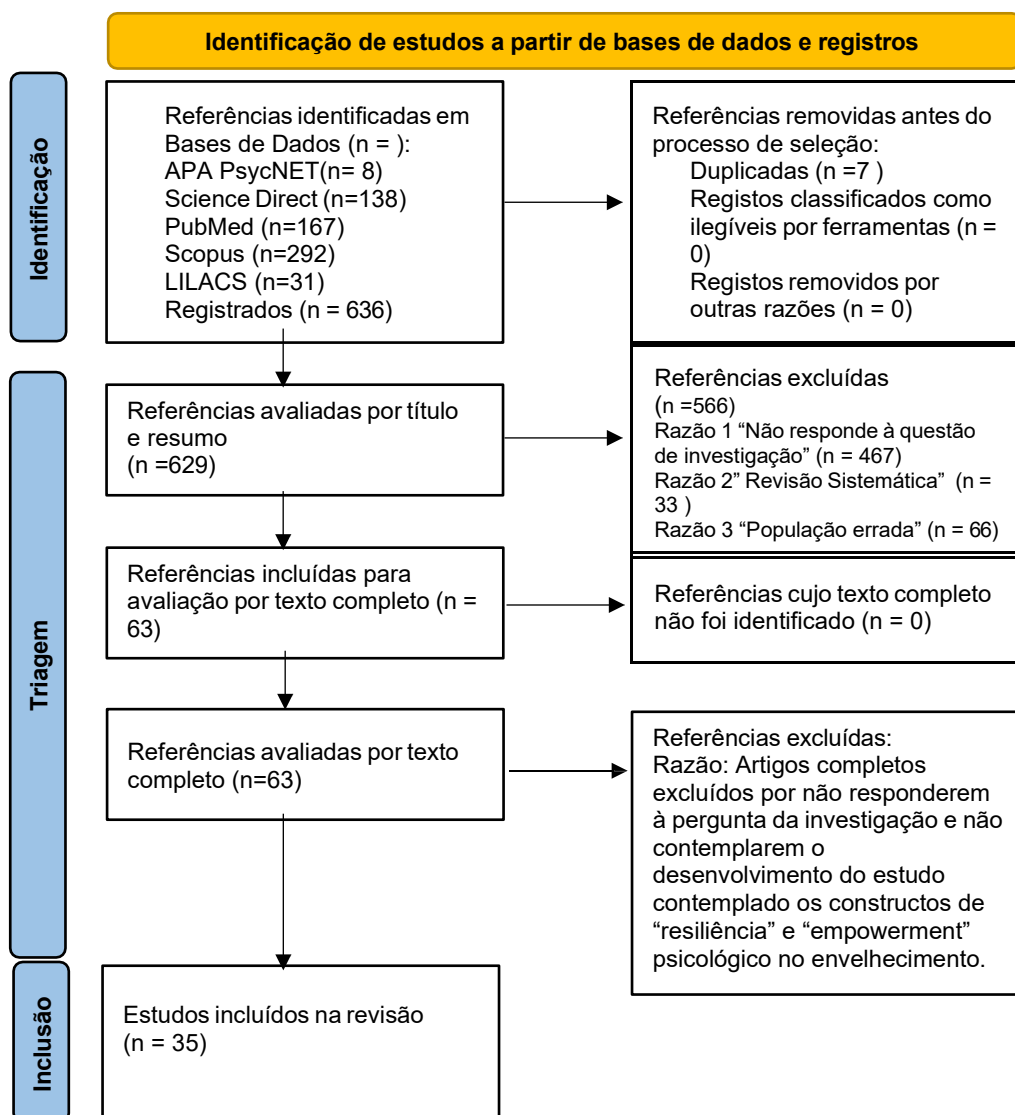 Identificação de estudos a partir de bases de dados e registros
Identificação
Referências identificadas em
Bases de Dados (n = ):
APA PsycNET(n= 8)
Science Direct (n=138)
PubMed (n=167)
Scopus (n=292)
LILACS (n=31)
Registrados (n = 636)
Referências removidas antes do
processo de seleção:
Duplicadas (n =7 )
Registos classificados como
ilegíveis por ferramentas (n =
0)
Registos removidos por
outras razões (n = 0)
Triagem
Referências avaliadas por título
e resumo
(n =629)
Referências excluídas
(n =566)
Razão 1 “Não responde à questão
de investigação” (n = 467)
Razão 2” Revisão Sistemática” (n =
33 )
Razão 3 “População errada” (n = 66)
Referências incluídas para
avaliação por texto completo (n =
63)
Referências cujo texto completo
não foi identificado (n = 0)
Referências avaliadas por texto
completo (n=63)
Referências excluídas:
Razão: Artigos completos
excluídos por não responderem
à pergunta da investigação e não
contemplarem o
desenvolvimento do estudo
contemplado os constructos de
“resiliência” e “empowerment”
psicológico no envelhecimento.
Inclusão
Estudos incluídos na revisão
(n = 35)